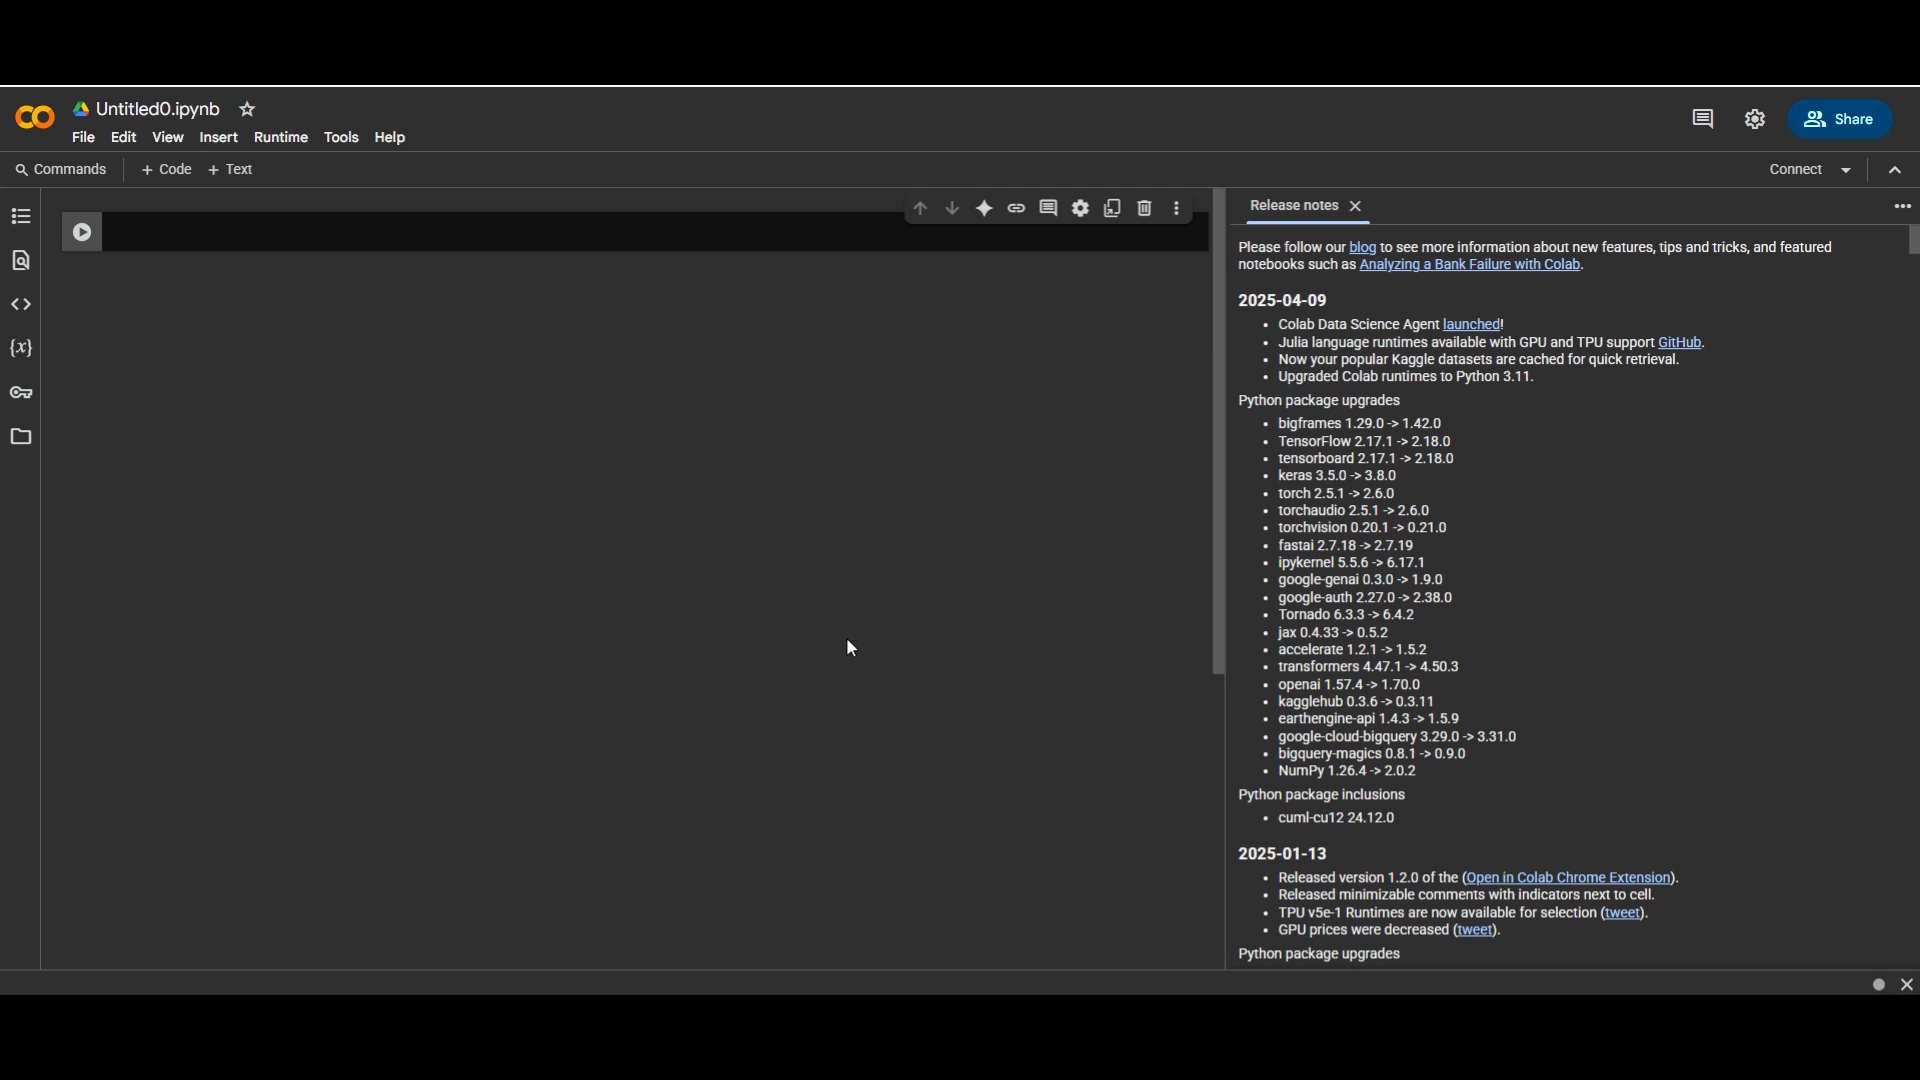 Untitled0.ipynb
File Edit View Insert Runtime Tools Help
Share
Commands + Code + Text
Connect
Release notes
Please follow our blog to see more information about new features, tips and tricks, and featured
notebooks such as Analyzing a Bank Failure with Colab.
2025-04-09
• Colab Data Science Agent launched!
• Julia language runtimes available with GPU and TPU support GitHub.
• Now your popular Kaggle datasets are cached for quick retrieval.
• Upgraded Colab runtimes to Python 3.11.
Python package upgrades
• bigframes 1.29.0 -> 1.42.0
• TensorFlow 2.17.1 -> 2.18.0
• tensorboard 2.17.1 -> 2.18.0
• keras 3.5.0 -> 3.8.0
• torch 2.5.1 -> 2.6.0
• torchaudio 2.5.1 -> 2.6.0
• torchvision 0.20.1 -> 0.21.0
• fastai 2.7.18 -> 2.7.19
• ipykernel 5.5.6 -> 6.17.1
• google-genai 0.3.0 -> 1.9.0
• google-auth 2.27.0 -> 2.38.0
• Tornado 6.3.3 -> 6.4.2
• jax 0.4.33 -> 0.5.2
• accelerate 1.2.1 -> 1.5.2
• transformers 4.47.1 -> 4.50.3
• openai 1.57.4 -> 1.70.0
• kagglehub 0.3.6 -> 0.3.11
• earthengine-api 1.4.3 -> 1.5.9
• google-cloud-bigquery 3.29.0 -> 3.31.0
• bigquery-magics 0.8.1 -> 0.9.0
• NumPy 1.26.4 -> 2.0.2
Python package inclusions
• cuml-cu12 24.12.0
2025-01-13
• Released version 1.2.0 of the (Open in Colab Chrome Extension).
• Released minimizable comments with indicators next to cell.
• TPU v5e-1 Runtimes are now available for selection (tweet).
• GPU prices were decreased (tweet).
Python package upgrades